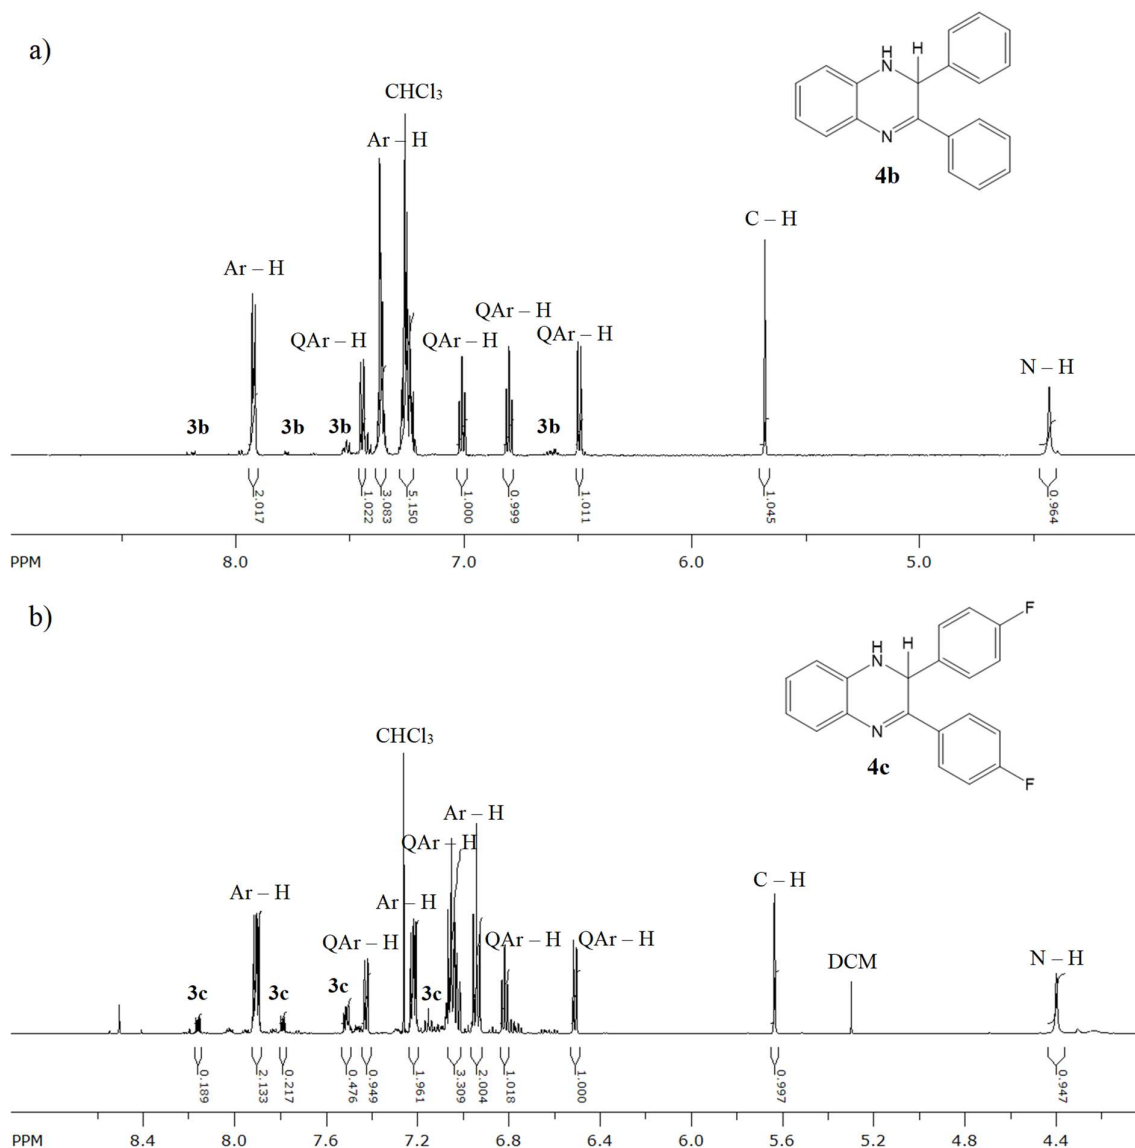 a)
CHCl3
Ar – H
N
H
H
N
4b
C – H
Ar – H
QAr – H
QAr – H
QAr – H
QAr – H
N – H
3b
3b
3b
3b
2.017
1.022
3.083
5.150
1.000
0.999
1.011
1.045
0.964
PPM 8.0 7.0 6.0 5.0
b)
H
N
H
F
N
F
4c
CHCl3
Ar – H
QAr – H
Ar – H
Ar – H
C – H
QAr – H
QAr – H
QAr – H
DCM
N – H
3c
3c
3c
3c
0.189
2.133
0.217
0.476
0.949
1.961
3.309
2.004
1.018
1.000
0.997
0.947
PPM 8.4 8.0 7.6 7.2 6.8 6.4 6.0 5.6 5.2 4.8 4.4